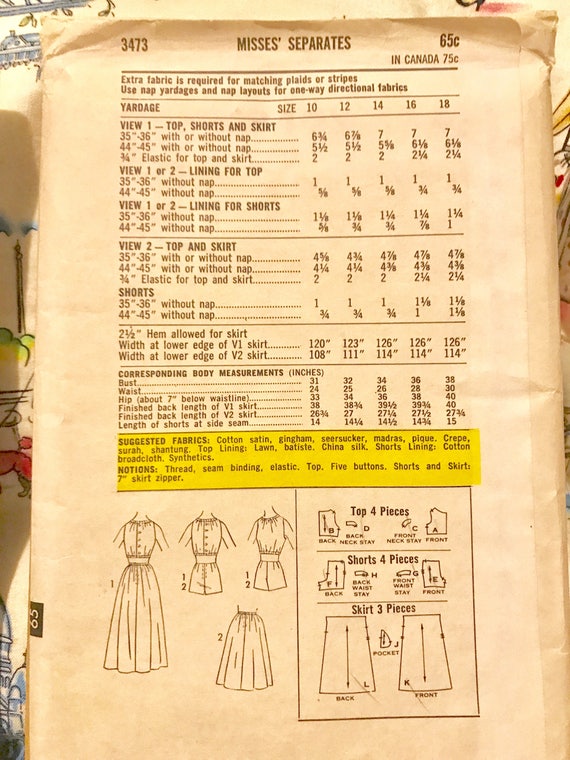 3473 MISSES' SEPARATES 65c
IN CANADA 75c
Extra fabric is required for matching plaids or stripes
Use nap yardages and nap layouts for one-way directional fabrics
YARDAGE SIZE 10 12 14 16 18
VIEW 1 — TOP, SHORTS AND SKIRT
35"-36" with or without nap 6¾ 6⅞ 7 7 7
44"-45" with or without nap 5½ 5½ 5⅝ 6⅛ 6⅛
¾" Elastic for top and skirt 2 2 2 2¼ 2¼
VIEW 1 or 2 — LINING FOR TOP
35"-36" without nap 1 1 1 1 1
44"-45" without nap ⅝ ⅝ ⅝ ¾ ¾
VIEW 1 or 2 — LINING FOR SHORTS
35"-36" without nap 1⅛ 1⅛ 1¼ 1¼ 1¼
44"-45" without nap ⅝ ¾ ¾ ⅞ 1
VIEW 2 — TOP AND SKIRT
35"-36" with or without nap 4⅝ 4¾ 4⅞ 4⅞ 4⅞
44"-45" with or without nap 4¼ 4¼ 4⅜ 4⅜ 4⅜
¾" Elastic for top and skirt 2 2 2 2¼ 2¼
SHORTS
35"-36" without nap 1 1 1 1⅛ 1⅛
44"-45" without nap ¾ ¾ ¾ 1 1⅛
2½" Hem allowed for skirt
Width at lower edge of V1 skirt 120" 123" 126" 126" 126"
Width at lower edge of V2 skirt 108" 111" 114" 114" 114"
CORRESPONDING BODY MEASUREMENTS (INCHES)
Bust 31 32 34 36 38
Waist 24 25 26 28 30
Hip (about 7" below waistline) 33 34 36 38 40
Finished back length of V1 skirt 38 38¾ 39½ 39¾ 40
Finished back length of V2 skirt 26¾ 27 27¼ 27½ 27¾
Length of shorts at side seam 14 14¼ 14½ 14¾ 15
SUGGESTED FABRICS: Cotton satin, gingham, seersucker, madras, pique. Crepe,
surah, shantung. Top Lining: Lawn, batiste. China silk. Shorts Lining: Cotton
broadcloth. Synthetics.
NOTIONS: Thread, seam binding, elastic. Top. Five buttons. Shorts and Skirt:
7" skirt zipper.
Top 4 Pieces
B D C A
BACK BACK NECK STAY FRONT NECK STAY FRONT
Shorts 4 Pieces
F H G E
BACK BACK WAIST STAY FRONT WAIST STAY FRONT
Skirt 3 Pieces
J
POCKET
L K
BACK FRONT
1
1
2
1
2
2
65